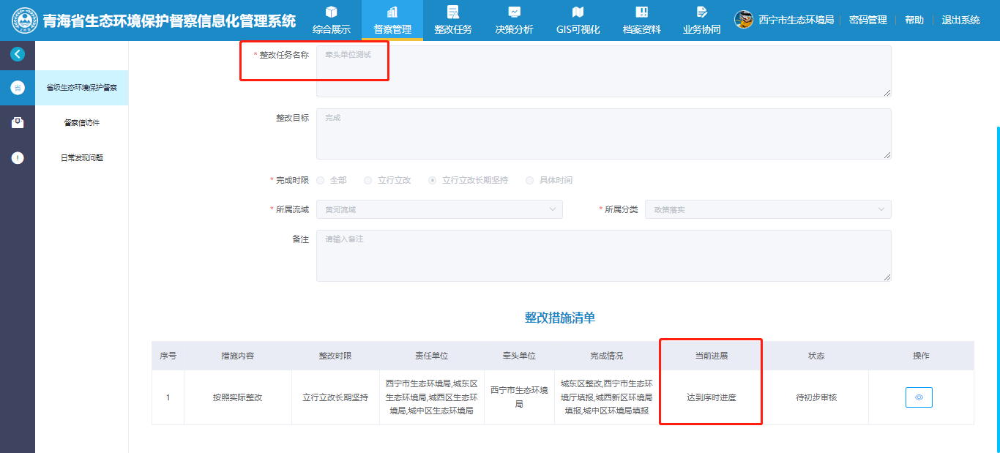 青海省生态环境保护督察信息化管理系统
综合展示
督察管理
整改任务
决策分析
GIS可视化
档案资料
业务协同
西宁市生态环境局
密码管理
帮助
退出系统
省
省级生态环境保护督察
督察信访件
日常发现问题
* 整改任务名称
牵头单位测试
整改目标
完成
* 完成时限
全部
立行立改
立行立改长期坚持
具体时间
* 所属流域
黄河流域
* 所属分类
政策落实
备注
请输入备注
整改措施清单
序号
措施内容
整改时限
责任单位
牵头单位
完成情况
当前进展
状态
操作
1
按照实际整改
立行立改长期坚持
西宁市生态环境局,城东区
生态环境局,城西区生态环
境局,城中区生态环境局
西宁市生态环境
局
城东区整改,西宁市生态环
境厅填报,城西新区环境局
填报,城中区环境局填报
达到序时进度
待初步审核